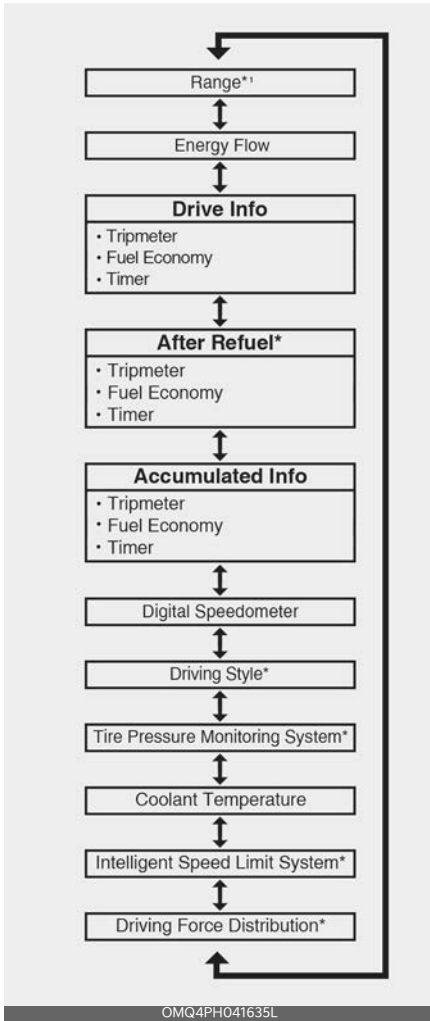 Range*¹
Energy Flow
Drive Info
• Tripmeter
• Fuel Economy
• Timer
After Refuel*
• Tripmeter
• Fuel Economy
• Timer
Accumulated Info
• Tripmeter
• Fuel Economy
• Timer
Digital Speedometer
Driving Style*
Tire Pressure Monitoring System*
Coolant Temperature
Intelligent Speed Limit System*
Driving Force Distribution*
OMQ4PH041635L